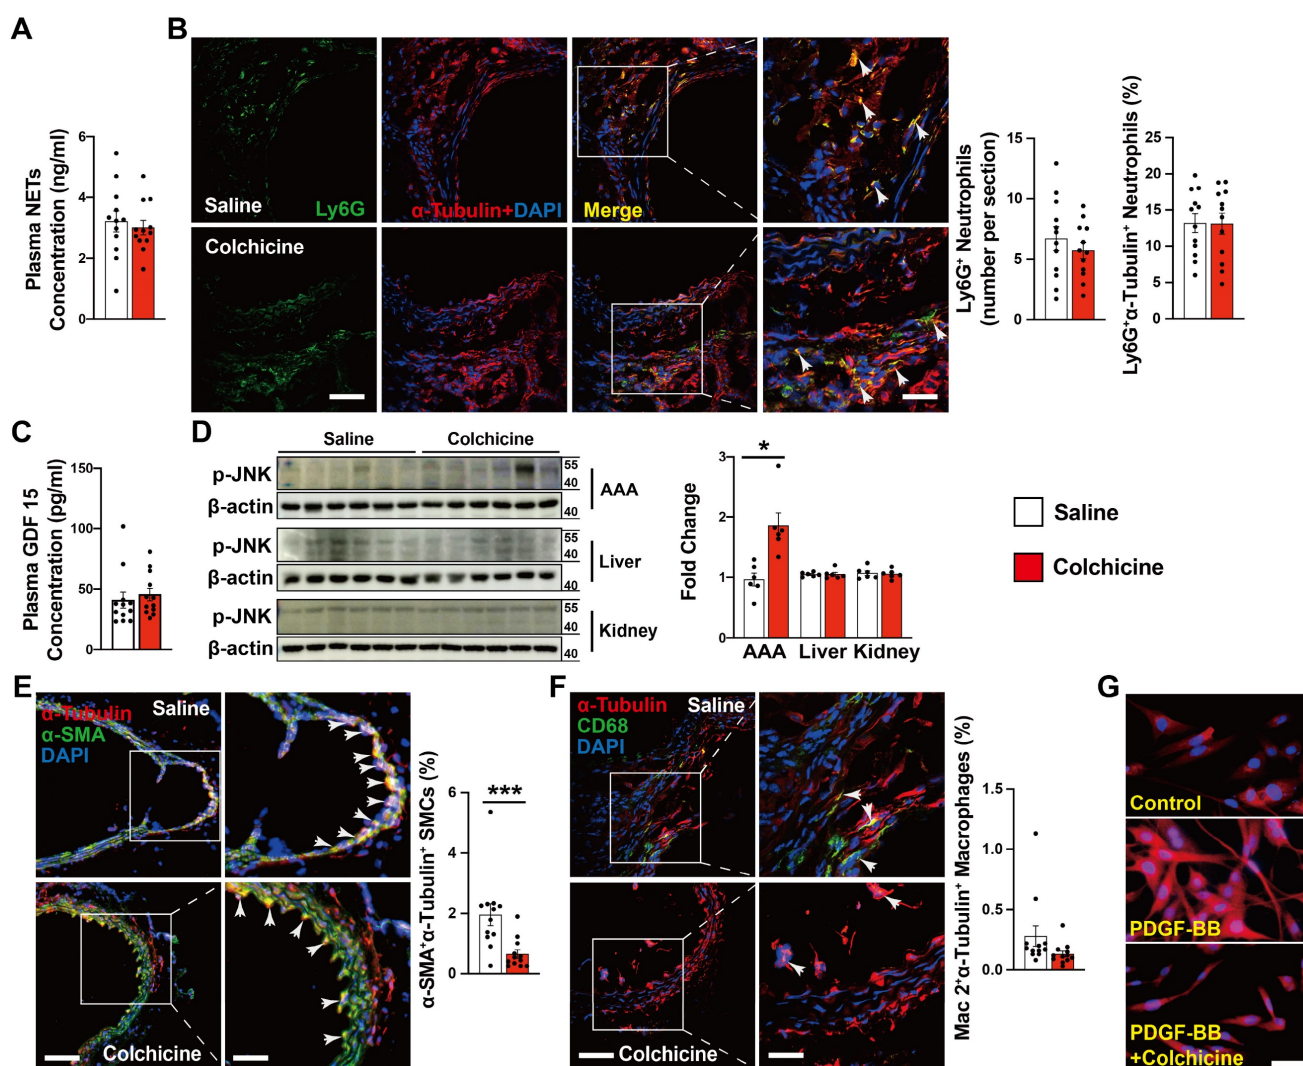 A
Plasma NETs
Concentration (ng/ml)
6
4
2
0
B
Saline
Ly6G
α-Tubulin+DAPI
Merge
Colchicine
Ly6G⁺ Neutrophils
(number per section)
15
10
5
0
Ly6G⁺α-Tubulin⁺ Neutrophils (%)
25
20
15
10
5
0
C
Plasma GDF 15
Concentration (pg/ml)
150
100
50
0
D
Saline
Colchicine
p-JNK
55
40
β-actin
40
AAA
p-JNK
55
40
β-actin
40
Liver
p-JNK
55
40
β-actin
40
Kidney
Fold Change
3
2
1
0
*
AAA Liver Kidney
Saline
Colchicine
E
α-Tubulin
α-SMA
DAPI
Saline
Colchicine
α-SMA⁺α-Tubulin⁺ SMCs (%)
6
4
2
0
***
F
α-Tubulin
CD68
DAPI
Saline
Colchicine
Mac 2⁺α-Tubulin⁺ Macrophages (%)
1.5
1.0
0.5
0.0
G
Control
PDGF-BB
PDGF-BB
+Colchicine